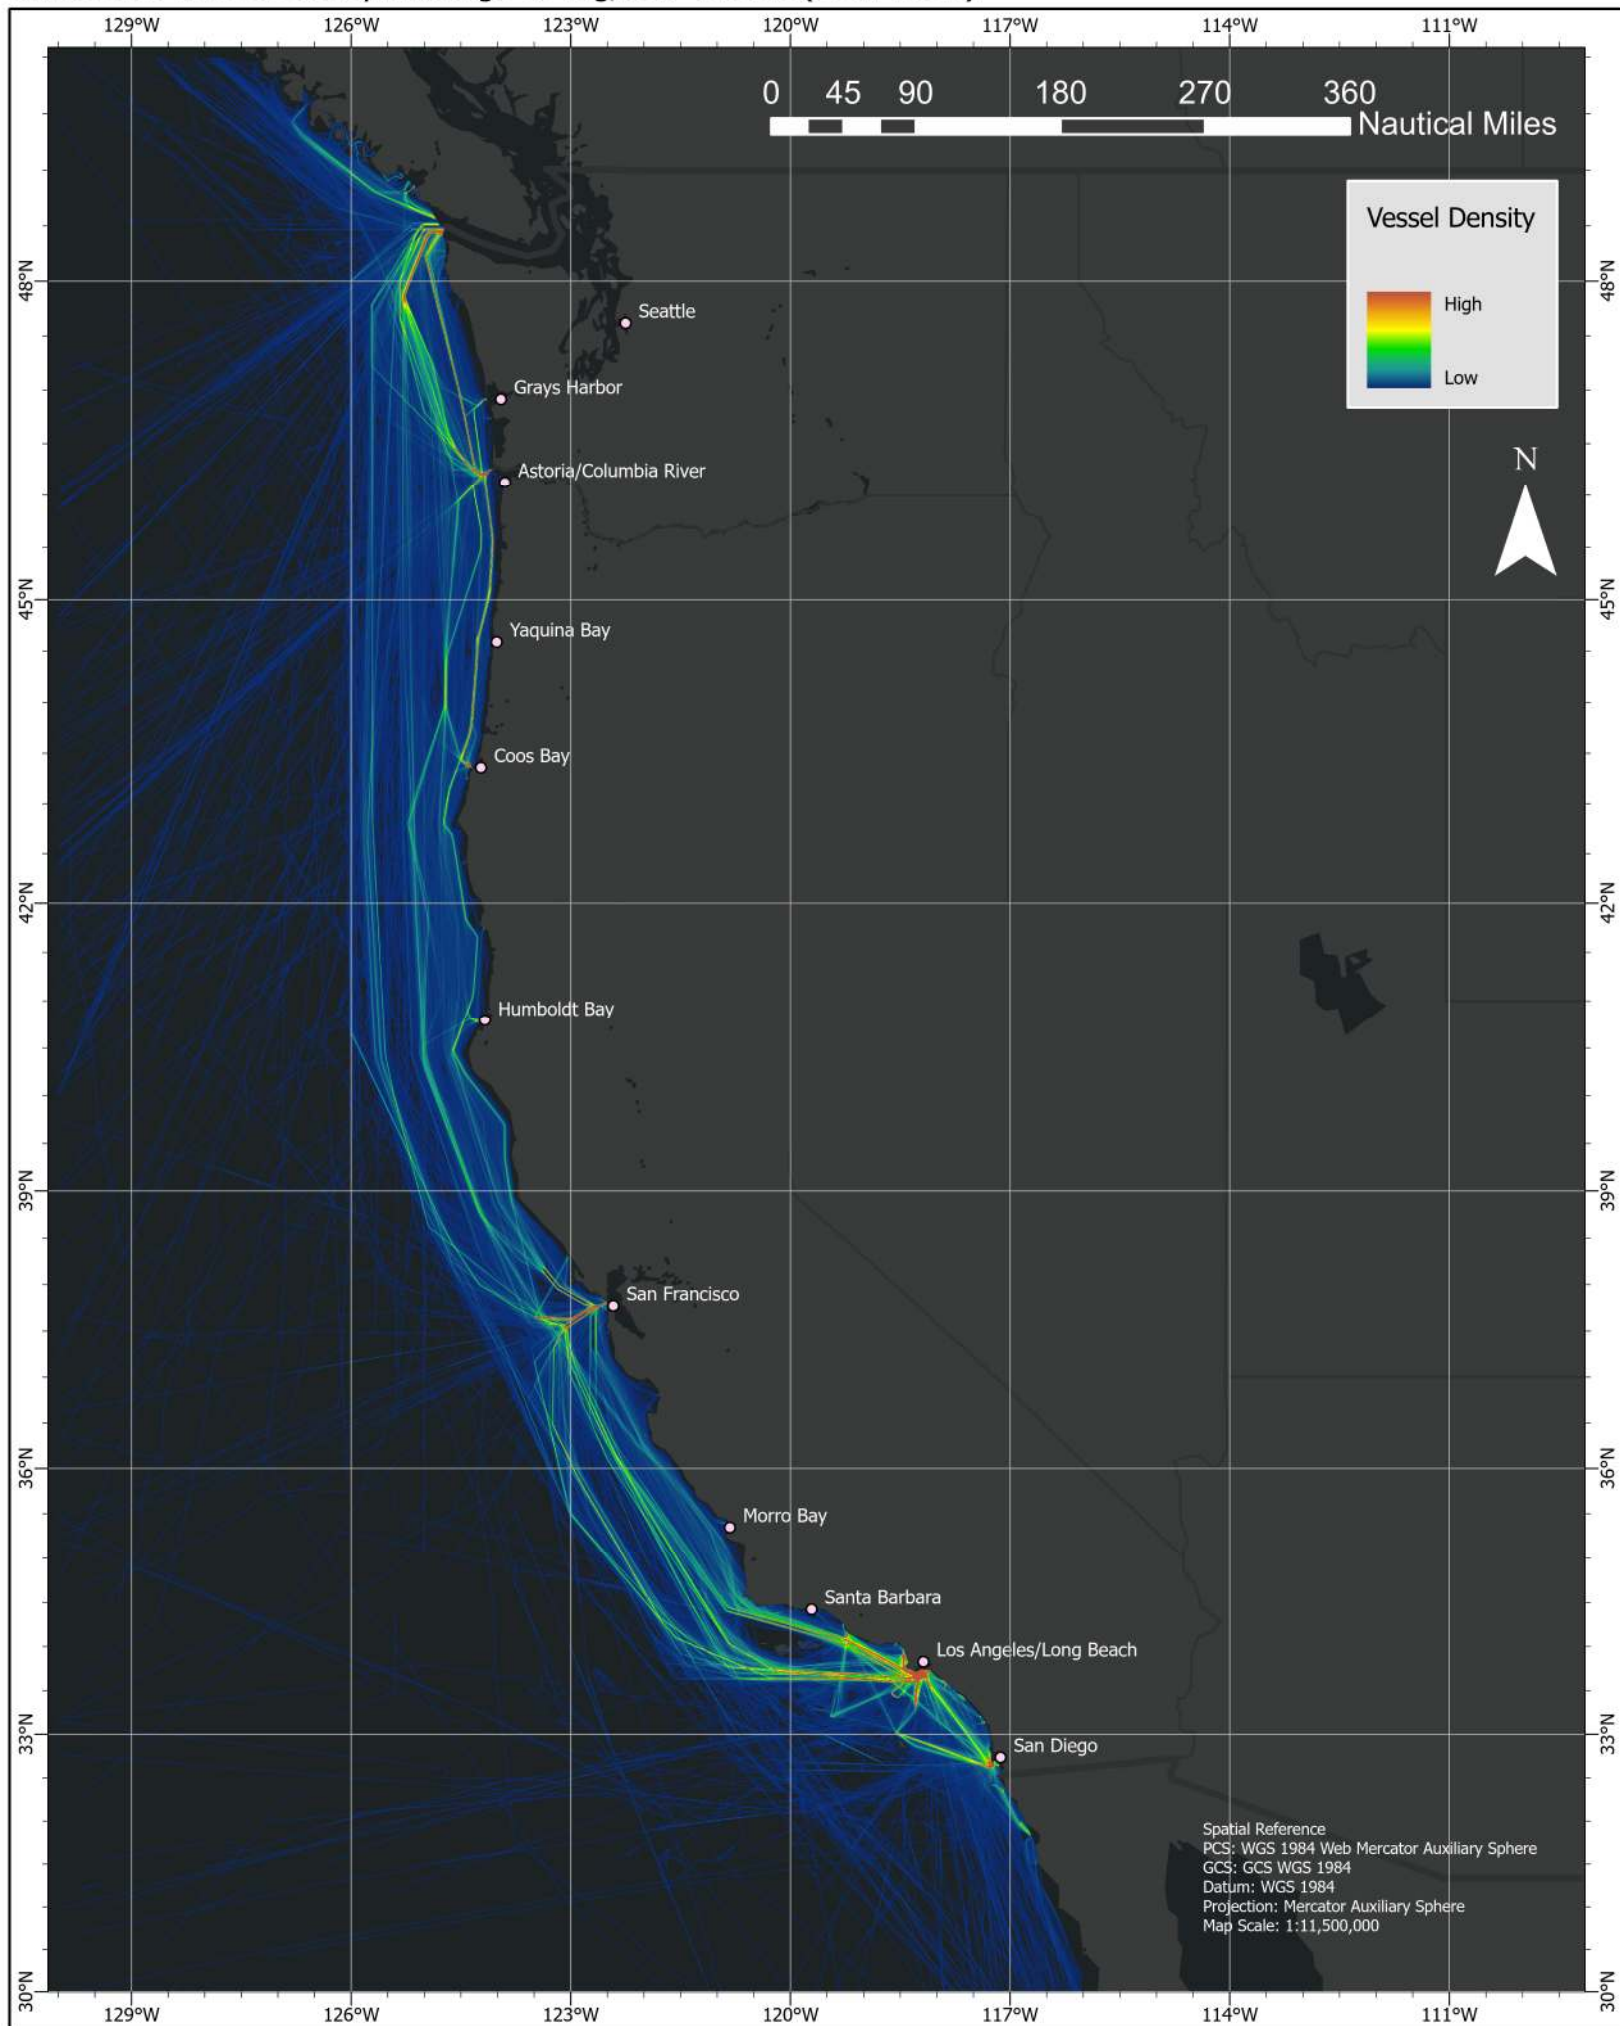 129°W 126°W 123°W 120°W 117°W 114°W 111°W
0 45 90 180 270 360
Nautical Miles
Vessel Density
High
Low
48°N 48°N
Seattle
Grays Harbor
N
Astoria/Columbia River
45°N 45°N
Yaquina Bay
Coos Bay
42°N 42°N
Humboldt Bay
39°N 39°N
San Francisco
36°N 36°N
Morro Bay
Santa Barbara
Los Angeles/Long Beach
33°N 33°N
San Diego
Spatial Reference
PCS: WGS 1984 Web Mercator Auxiliary Sphere
GCS: GCS WGS 1984
Datum: WGS 1984
Projection: Mercator Auxiliary Sphere
Map Scale: 1:11,500,000
30°N 30°N
129°W 126°W 123°W 120°W 117°W 114°W 111°W